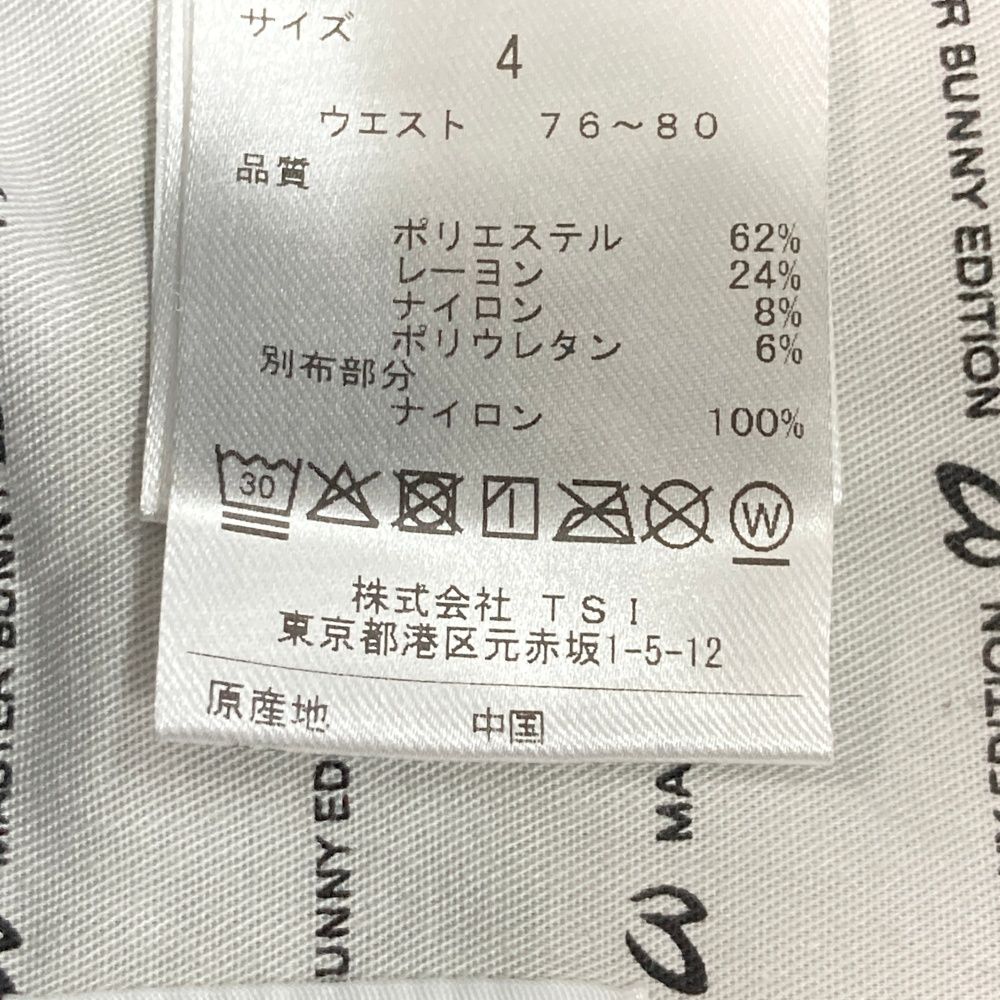 サイズ
4
ウエスト 76～80
品質
ポリエステル 62%
レーヨン 24%
ナイロン 8%
ポリウレタン 6%
別布部分
ナイロン 100%
30
W
株式会社 TSI
東京都港区元赤坂1-5-12
原産地 中国
R BUNNY EDITION
MASTER BUNNY ED
UNNY ED
MA